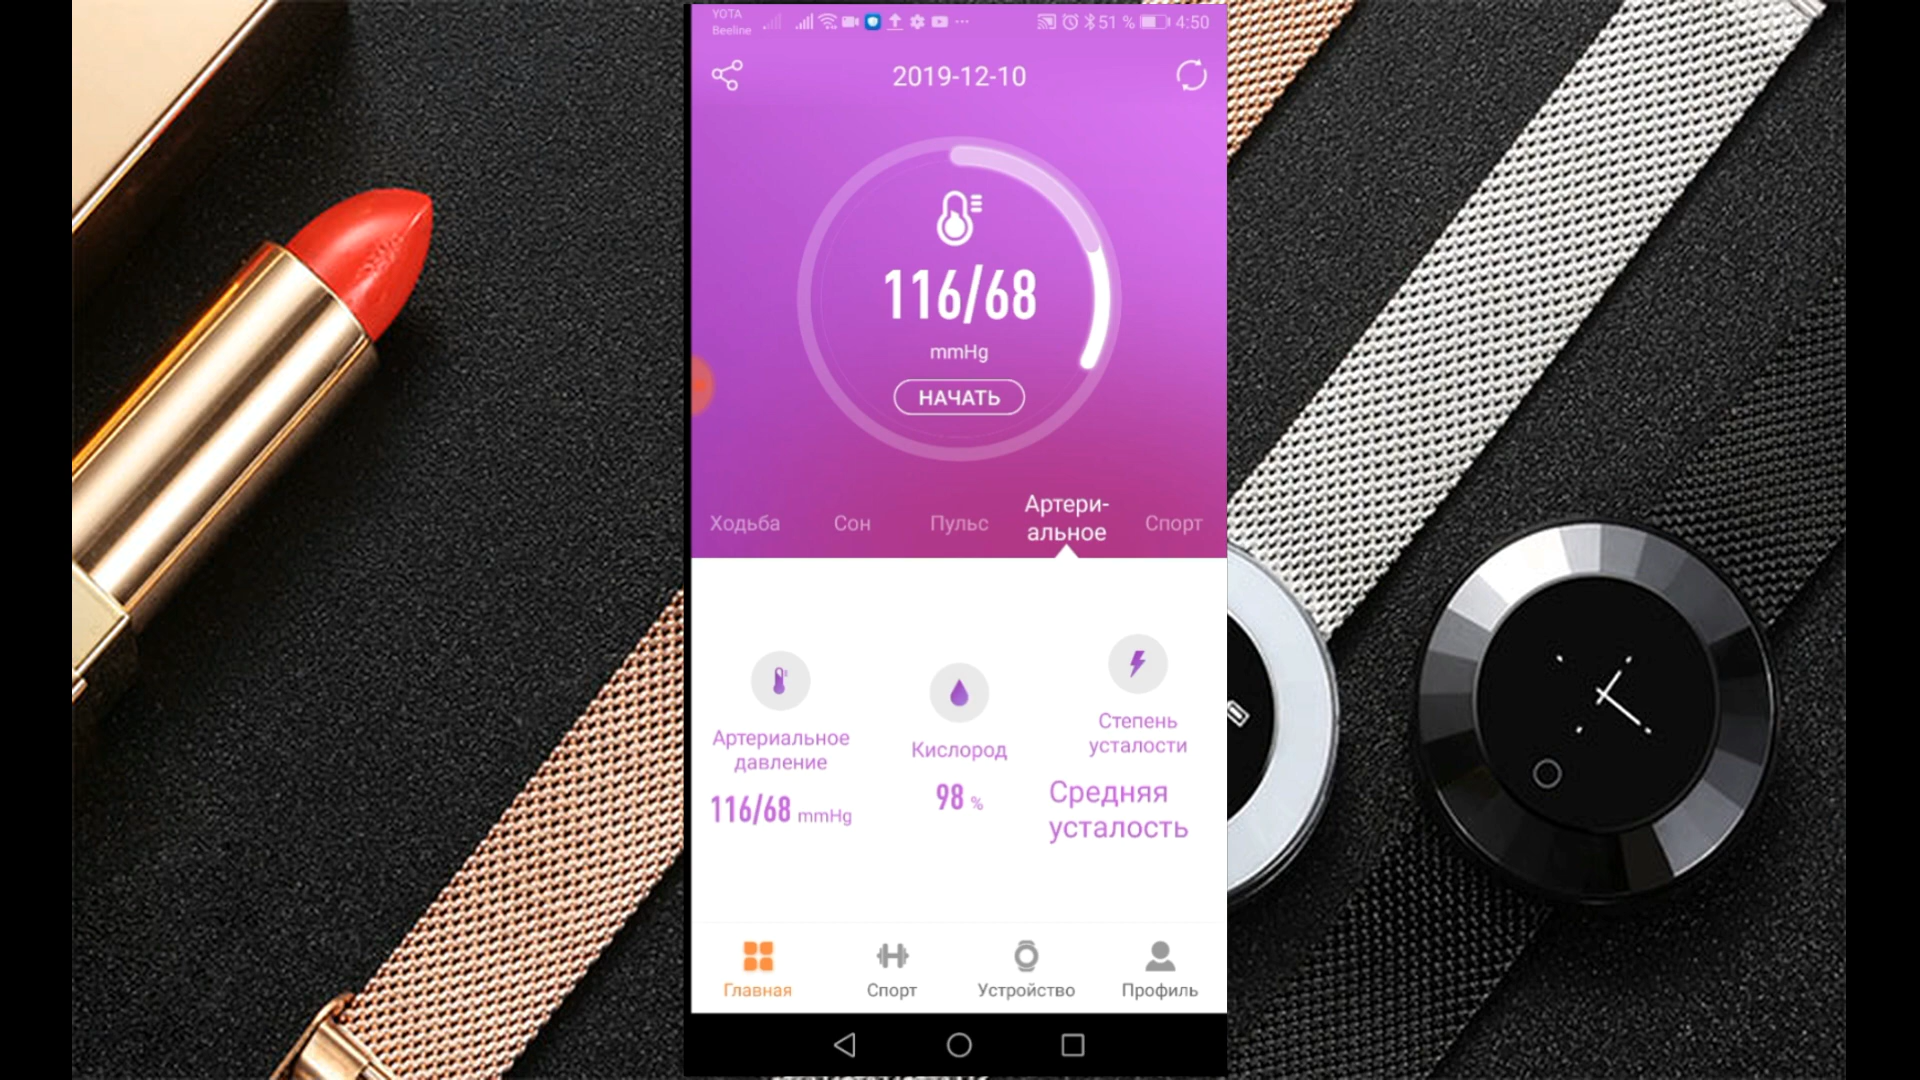 YOTA
Beeline
51 %
4:50
2019-12-10
116/68
mmHg
НАЧАТЬ
Ходьба
Сон
Пульс
Артери-
альное
Спорт
Артериальное
давление
116/68 mmHg
Кислород
98 %
Степень
усталости
Средняя
усталость
Главная
Спорт
Устройство
Профиль